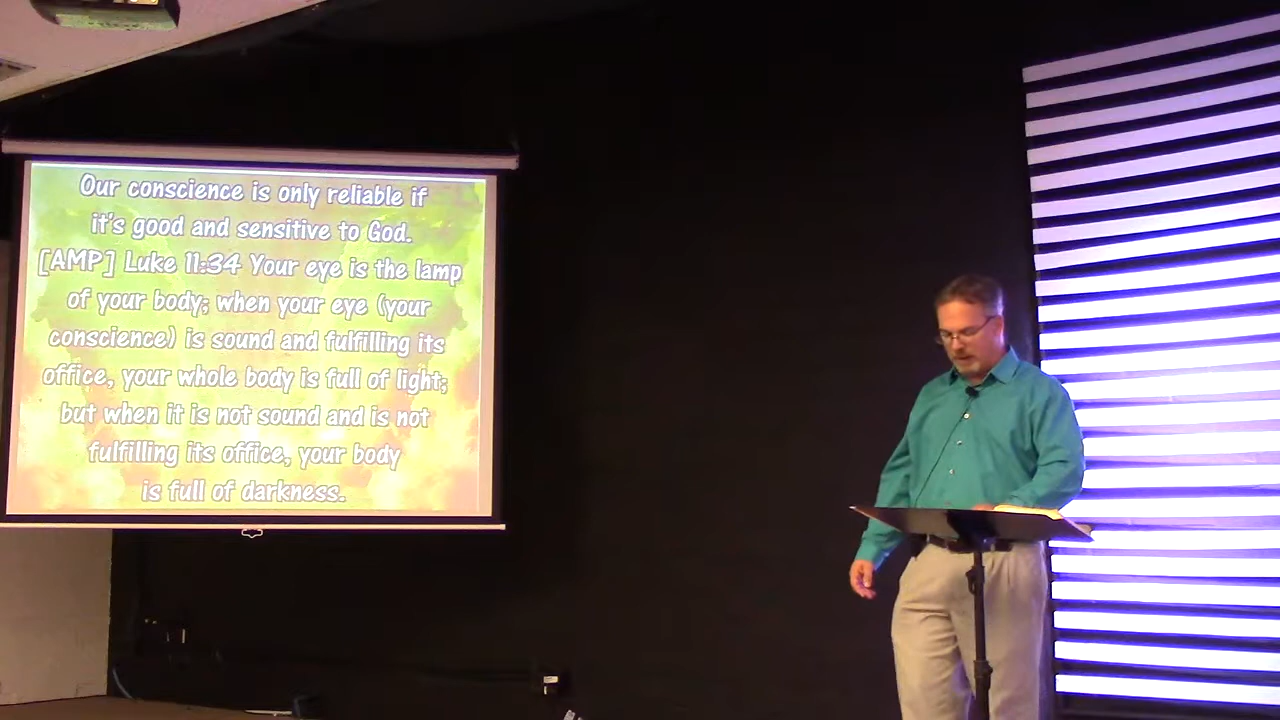 Our conscience is only reliable if
it's good and sensitive to God.
[AMP] Luke 11:34 Your eye is the lamp
of your body; when your eye (your
conscience) is sound and fulfilling its
office, your whole body is full of light;
but when it is not sound and is not
fulfilling its office, your body
is full of darkness.